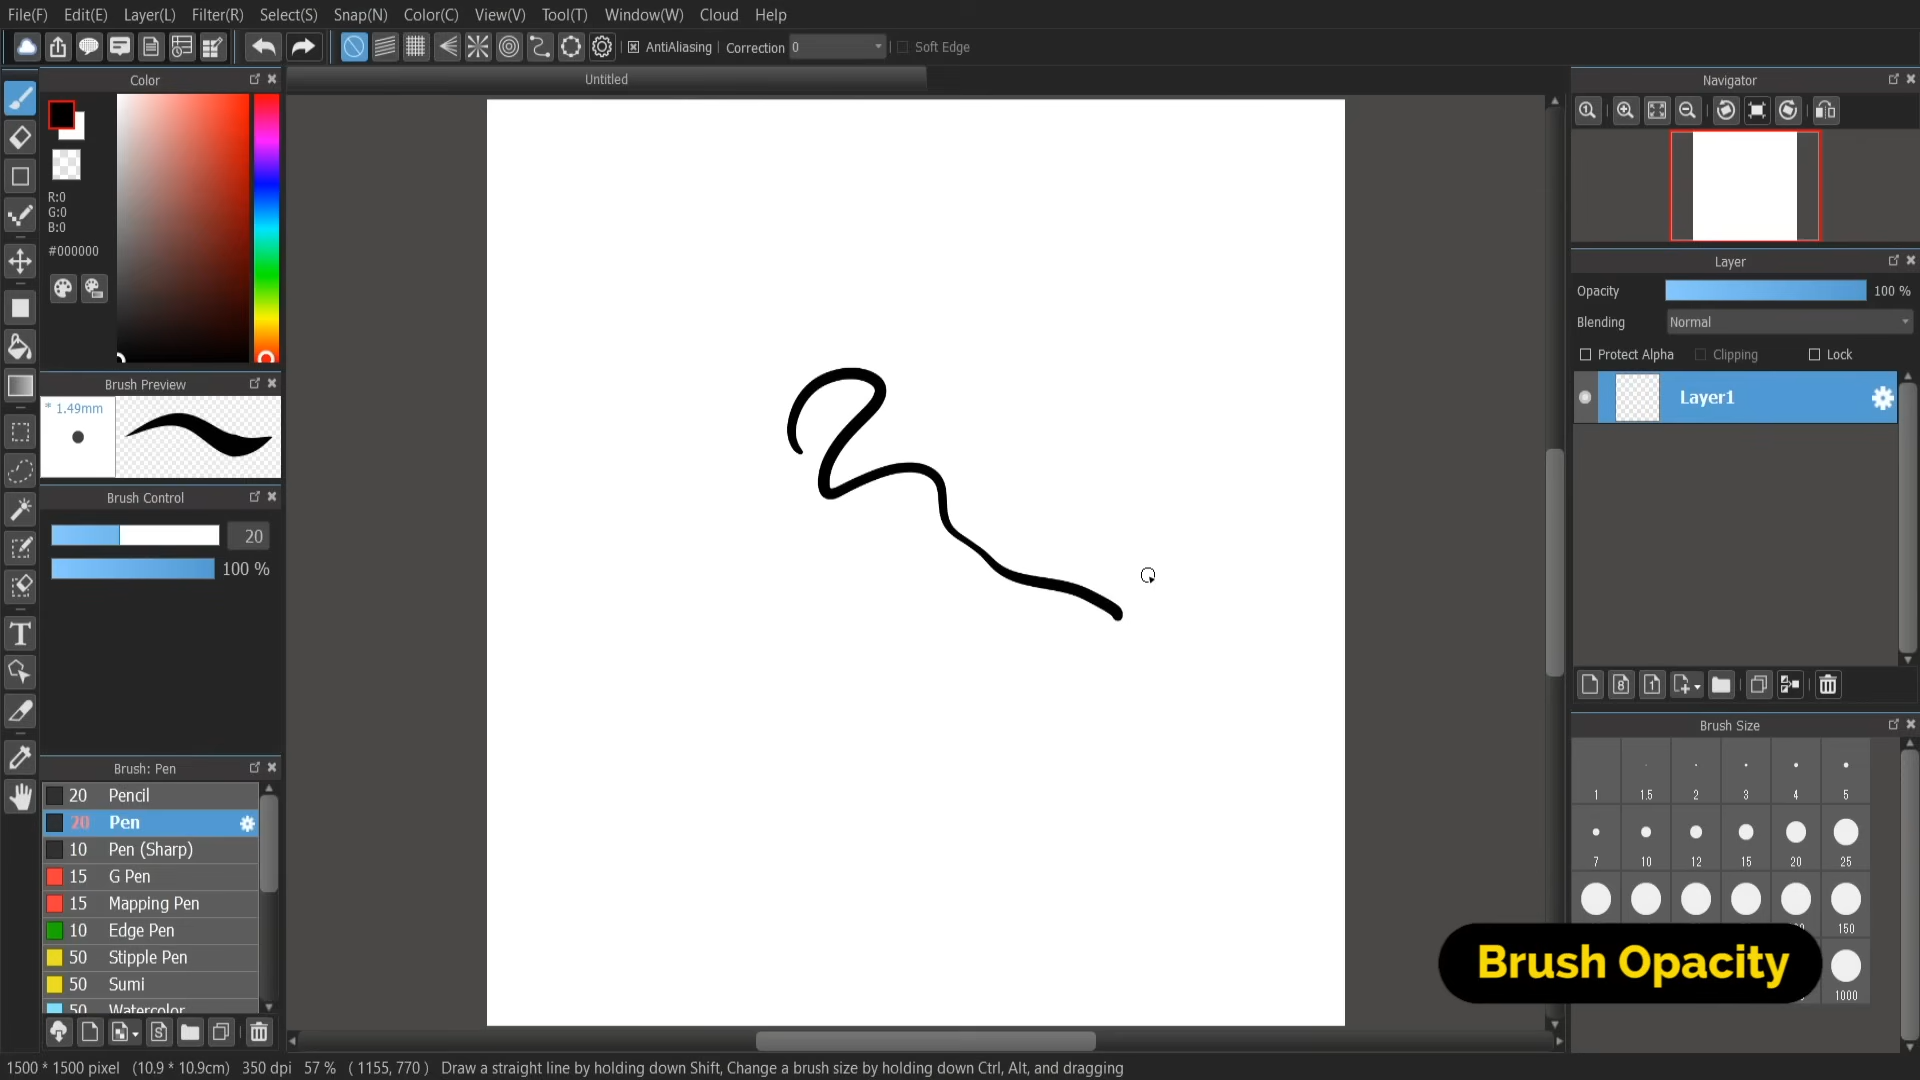 File(F) Edit(E) Layer(L) Filter(R) Select(S) Snap(N) Color(C) View(V) Tool(T) Window(W) Cloud Help
AntiAliasing Correction 0 Soft Edge
Color
R:0
G:0
B:0
#000000
Brush Preview
* 1.49mm
Brush Control
20
100 %
Brush: Pen
20 Pencil
20 Pen
10 Pen (Sharp)
15 G Pen
15 Mapping Pen
10 Edge Pen
50 Stipple Pen
50 Sumi
50 Watercolor
Untitled
Navigator
Layer
Opacity 100 %
Blending Normal
Protect Alpha Clipping Lock
Layer1
8 1
Brush Size
1 1.5 2 3 4 5
7 10 12 15 20 25
150
1000
Brush Opacity
1500 * 1500 pixel (10.9 * 10.9cm) 350 dpi 57 % ( 1155, 770 ) Draw a straight line by holding down Shift, Change a brush size by holding down Ctrl, Alt, and dragging